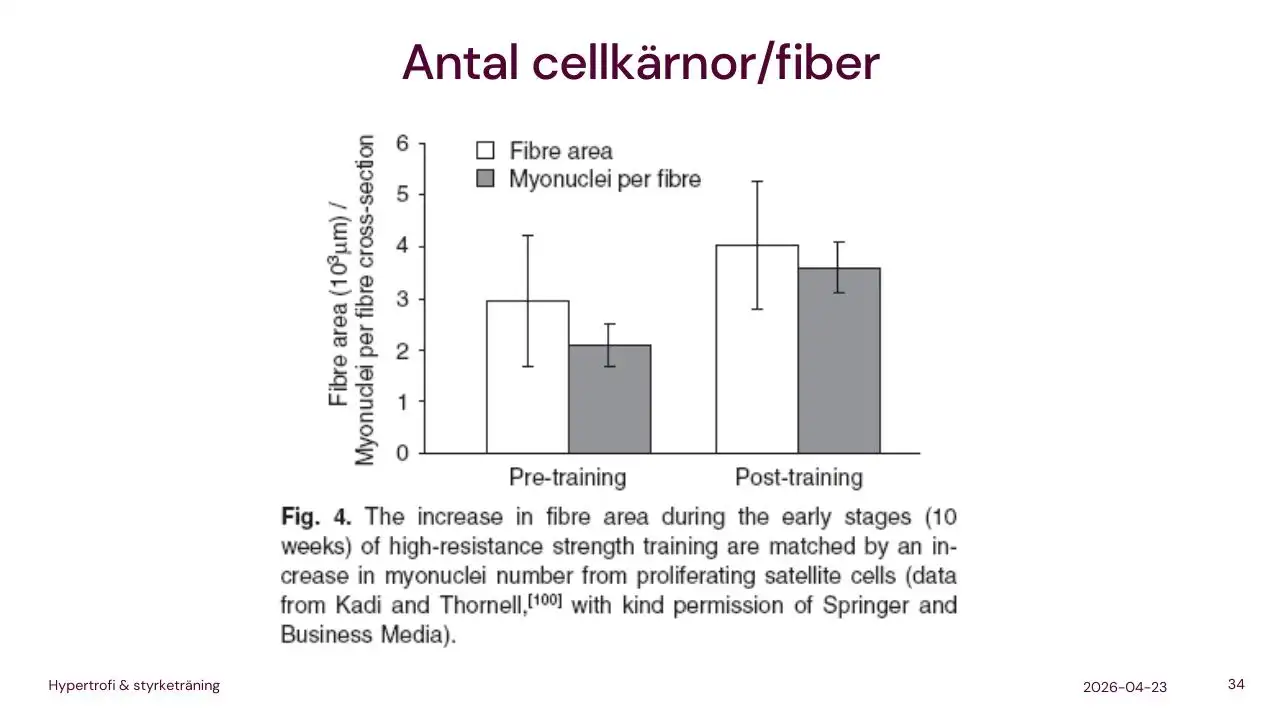 Antal cellkärnor/fiber
Fibre area (10³μm) /
Myonuclei per fibre cross-section
6
5
4
3
2
1
0
Fibre area
Myonuclei per fibre
Pre-training
Post-training
Fig. 4. The increase in fibre area during the early stages (10
weeks) of high-resistance strength training are matched by an in-
crease in myonuclei number from proliferating satellite cells (data
from Kadi and Thornell,[100] with kind permission of Springer and
Business Media).
Hypertrofi & styrketräning
2026-04-23
34